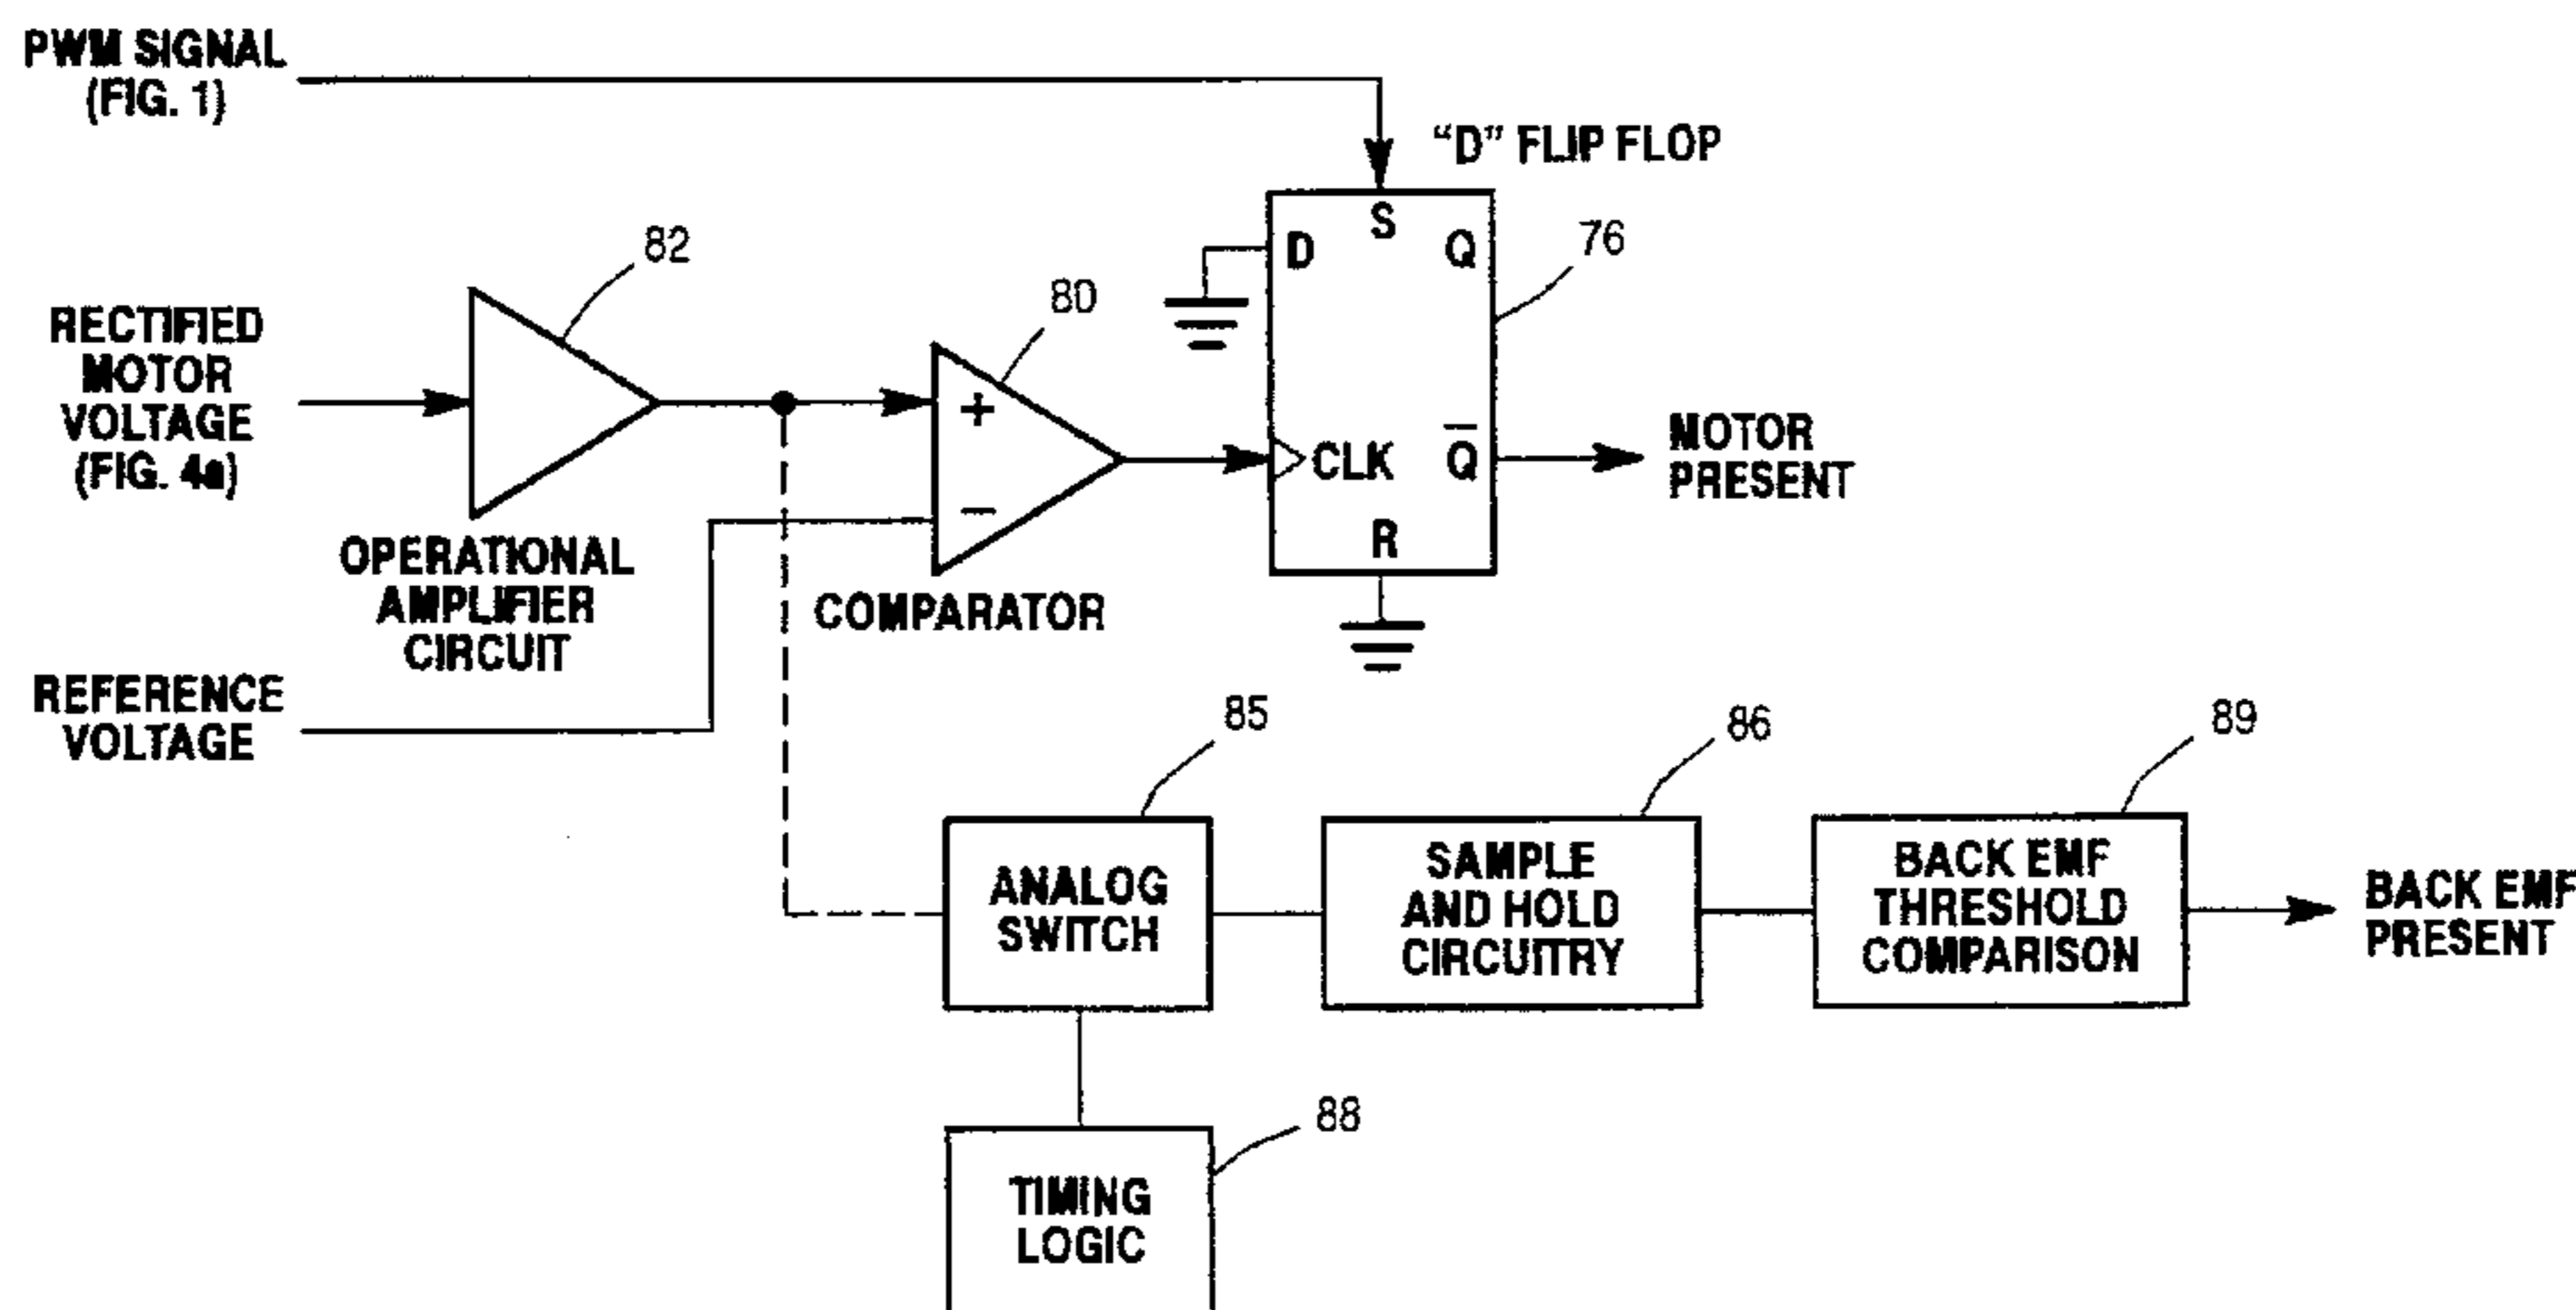 PWM SIGNAL
(FIG. 1)
"D" FLIP FLOP
S
D
Q
76
82
80
RECTIFIED
MOTOR
VOLTAGE
(FIG. 4a)
+
−
CLK
Q̅
MOTOR
PRESENT
R
OPERATIONAL
AMPLIFIER
CIRCUIT
COMPARATOR
REFERENCE
VOLTAGE
85
86
89
ANALOG
SWITCH
SAMPLE
AND HOLD
CIRCUITRY
BACK EMF
THRESHOLD
COMPARISON
BACK EMF
PRESENT
88
TIMING
LOGIC